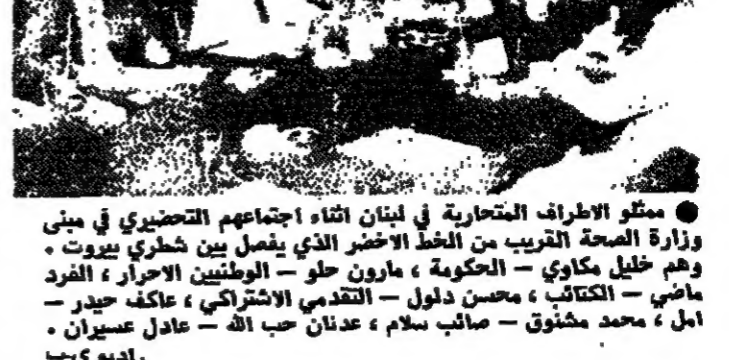 ● ممثلو الاطراف المتحاربة في لبنان اثناء اجتماعهم التحضيري في مبنى
وزارة الصحة القريب من الخط الاخضر الذي يفصل بين شطري بيروت .
وهم خليل مكاوي — الحكومة ، مارون حلو — الوطنيين الاحرار ، الفرد
ماضي — الكتائب ، محسن دلول — التقدمي الاشتراكي ، عاكف حيدر —
امل ، محمد مشنوق — صائب سلام ، عدنان حب الله — عادل عسيران .